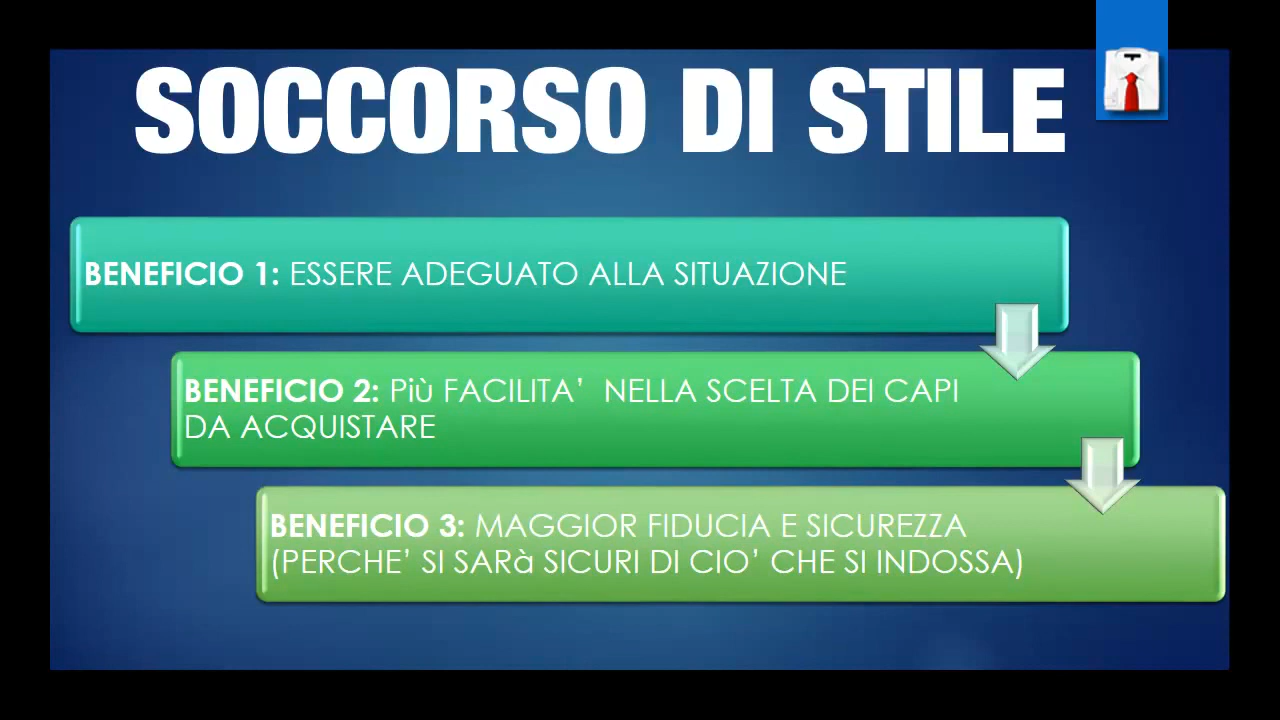 SOCCORSO DI STILE
BENEFICIO 1: ESSERE ADEGUATO ALLA SITUAZIONE
BENEFICIO 2: Più FACILITA’ NELLA SCELTA DEI CAPI
DA ACQUISTARE
BENEFICIO 3: MAGGIOR FIDUCIA E SICUREZZA
(PERCHE’ SI SARà SICURI DI CIO’ CHE SI INDOSSA)